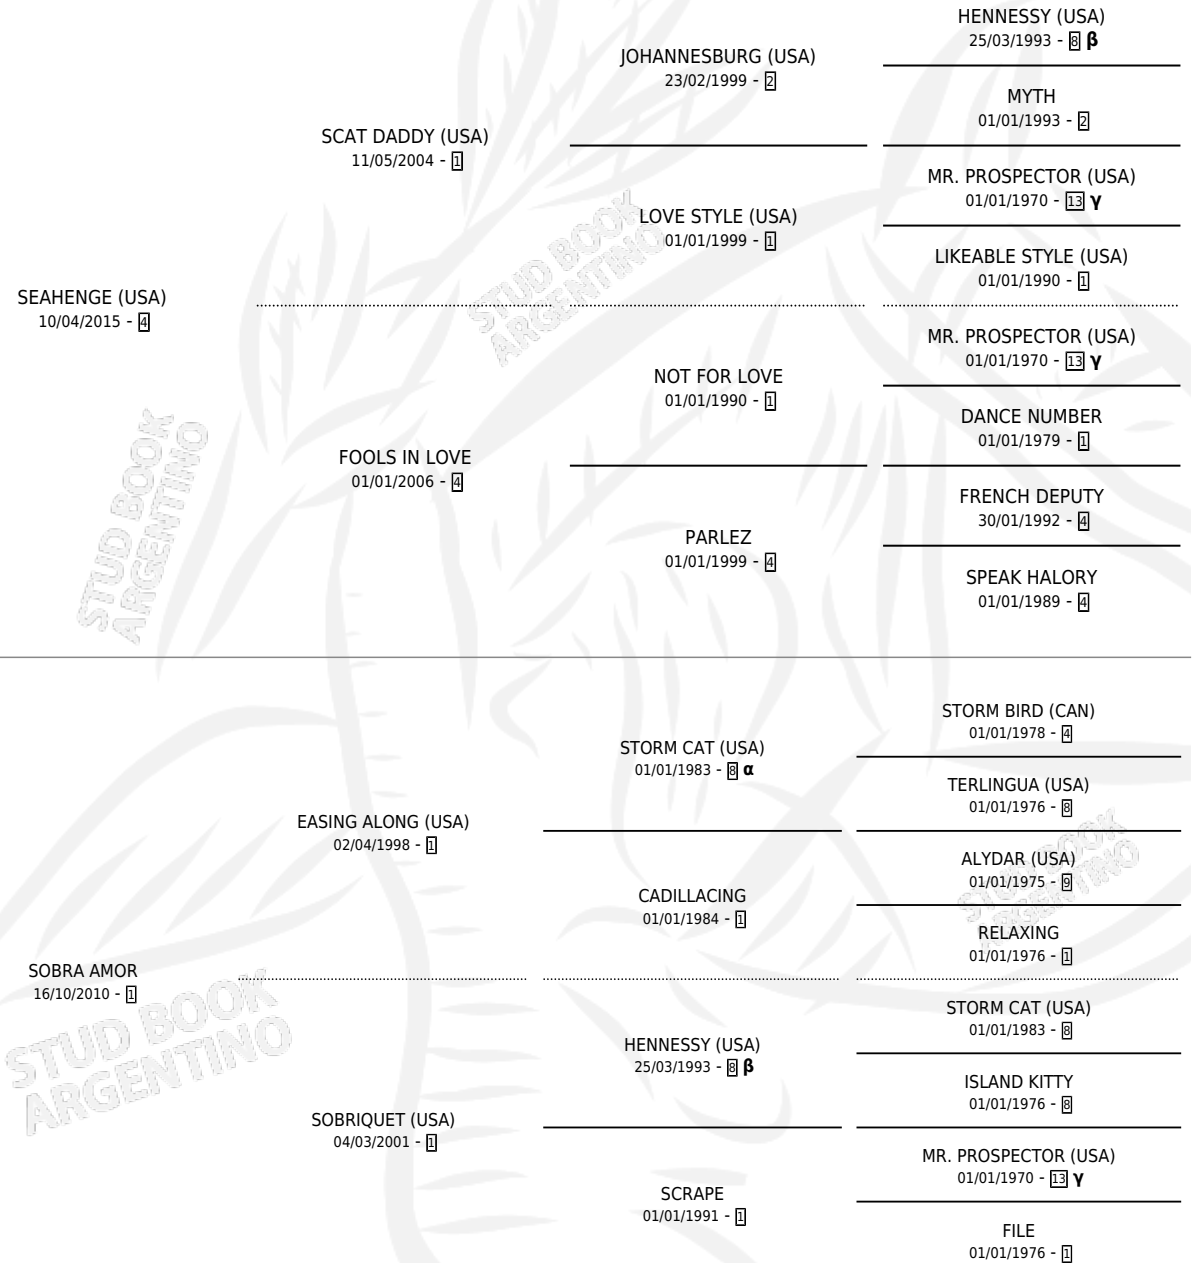 HENNESSY (USA)
25/03/1993 - 8 β
JOHANNESBURG (USA)
23/02/1999 - 2
MYTH
01/01/1993 - 2
SCAT DADDY (USA)
11/05/2004 - 1
MR. PROSPECTOR (USA)
01/01/1970 - 13 γ
LOVE STYLE (USA)
01/01/1999 - 1
LIKEABLE STYLE (USA)
01/01/1990 - 1
SEAHENGE (USA)
10/04/2015 - 4
MR. PROSPECTOR (USA)
01/01/1970 - 13 γ
NOT FOR LOVE
01/01/1990 - 1
DANCE NUMBER
01/01/1979 - 1
FOOLS IN LOVE
01/01/2006 - 4
FRENCH DEPUTY
30/01/1992 - 4
PARLEZ
01/01/1999 - 4
SPEAK HALORY
01/01/1989 - 4
STORM BIRD (CAN)
01/01/1978 - 4
STORM CAT (USA)
01/01/1983 - 8 α
TERLINGUA (USA)
01/01/1976 - 8
EASING ALONG (USA)
02/04/1998 - 1
ALYDAR (USA)
01/01/1975 - 9
CADILLACING
01/01/1984 - 1
RELAXING
01/01/1976 - 1
SOBRA AMOR
16/10/2010 - 1
STORM CAT (USA)
01/01/1983 - 8
HENNESSY (USA)
25/03/1993 - 8 β
ISLAND KITTY
01/01/1976 - 8
SOBRIQUET (USA)
04/03/2001 - 1
MR. PROSPECTOR (USA)
01/01/1970 - 13 γ
SCRAPE
01/01/1991 - 1
FILE
01/01/1976 - 1
STUD BOOK
ARGENTINO
STUD BOOK
ARGENTINO
STUD BOOK
ARGENTINO
STUD BOOK
ARGENTINO